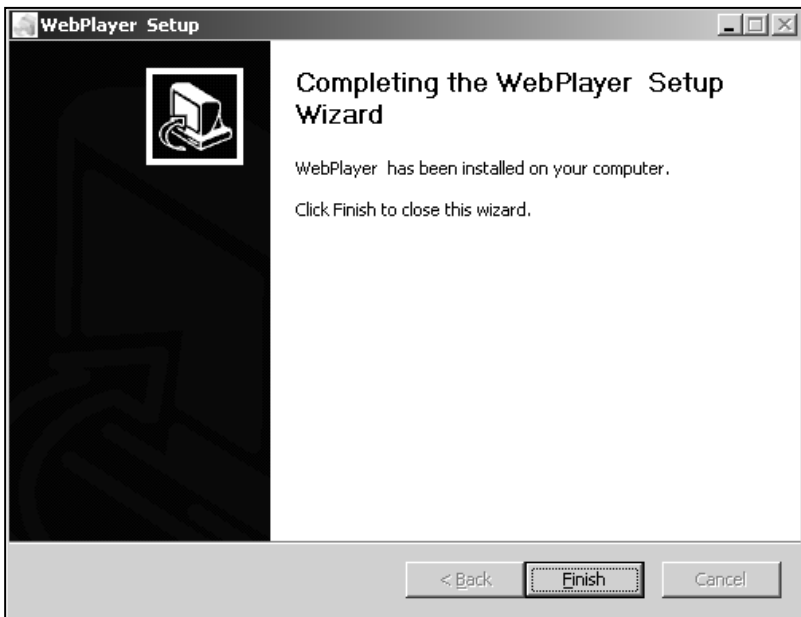 WebPlayer Setup
Completing the WebPlayer Setup
Wizard
WebPlayer has been installed on your computer.
Click Finish to close this wizard.
< Back
Finish
Cancel